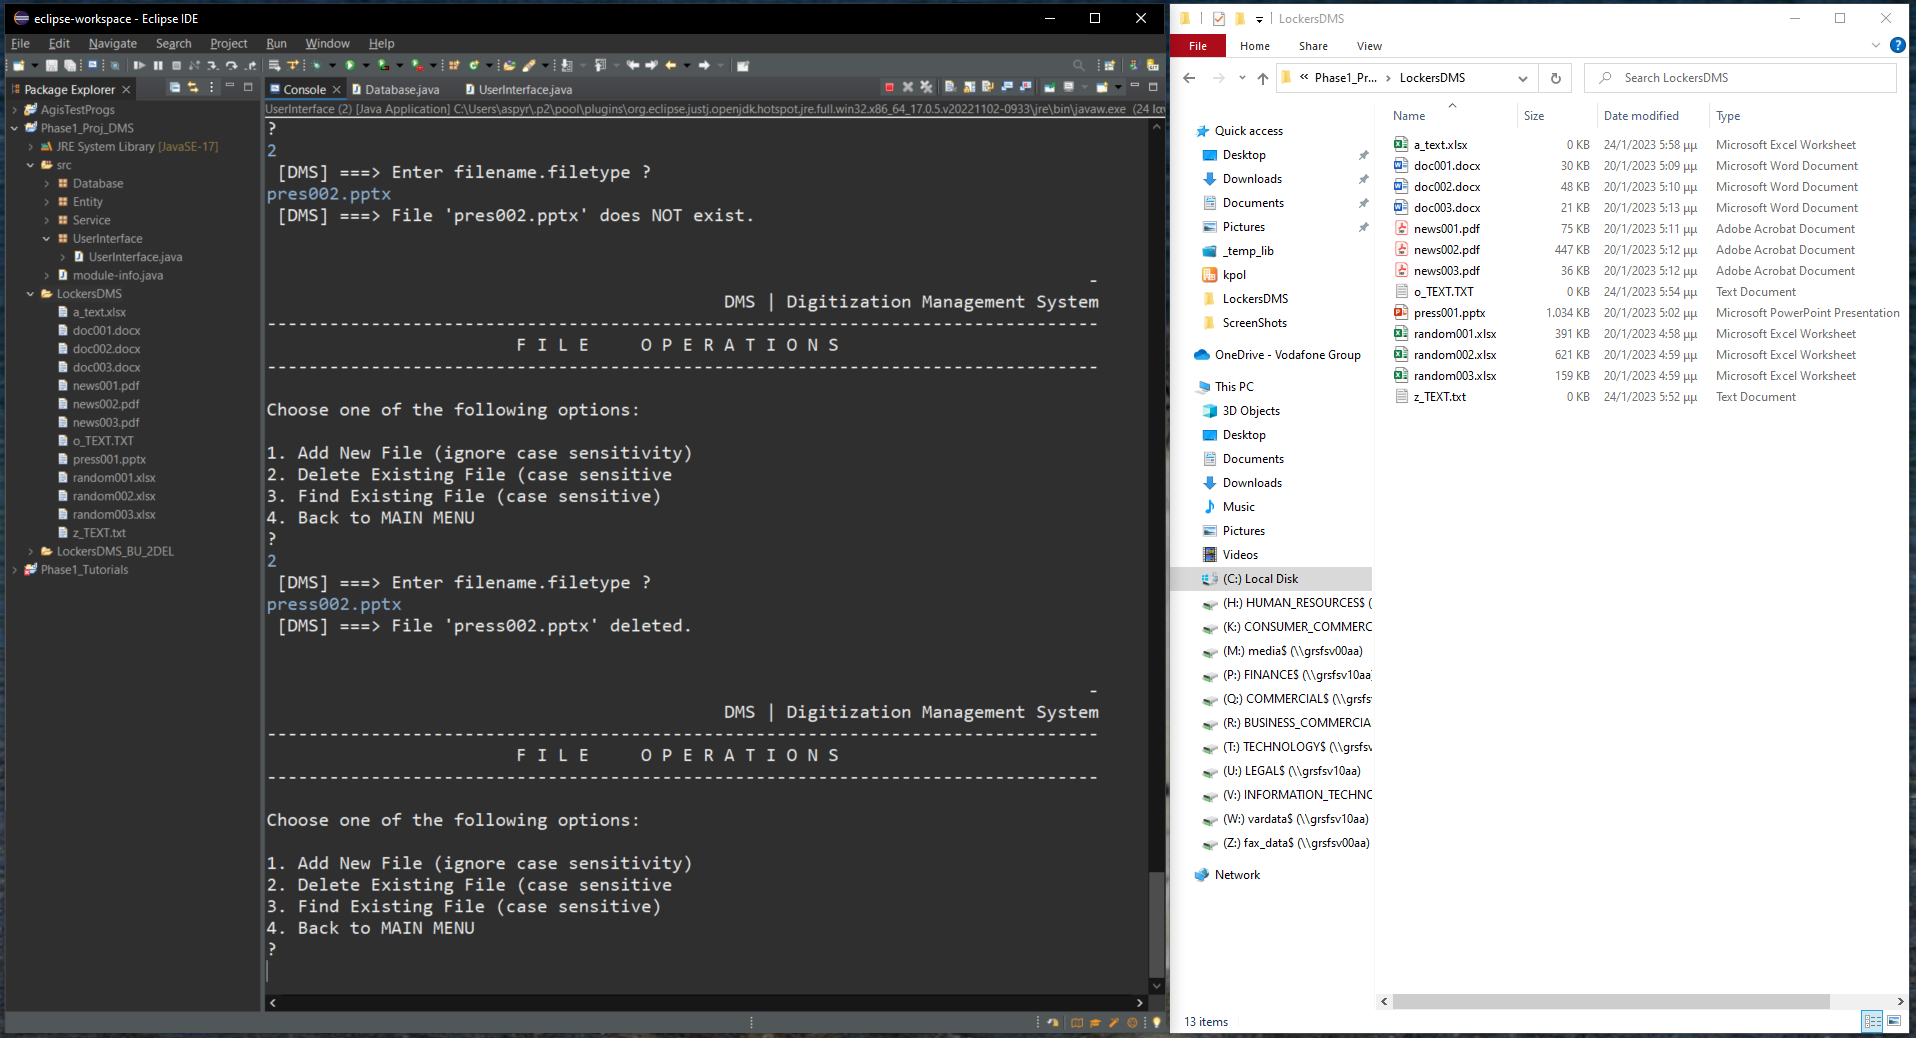 eclipse-workspace - Eclipse IDE
File Edit Navigate Search Project Run Window Help
Package Explorer
AgisTestProgs
Phase1_Proj_DMS
JRE System Library [JavaSE-17]
src
Database
Entity
Service
UserInterface
UserInterface.java
module-info.java
LockersDMS
a_text.xlsx
doc001.docx
doc002.docx
doc003.docx
news001.pdf
news002.pdf
news003.pdf
o_TEXT.TXT
press001.pptx
random001.xlsx
random002.xlsx
random003.xlsx
z_TEXT.txt
LockersDMS_BU_2DEL
Phase1_Tutorials
Console Database.java UserInterface.java
UserInterface (2) [Java Application] C:\Users\aspyr\.p2\pool\plugins\org.eclipse.justj.openjdk.hotspot.jre.full.win32.x86_64_17.0.5.v20221102-0933\jre\bin\javaw.exe (24 Ιαν
?
2
[DMS] ===> Enter filename.filetype ?
pres002.pptx
[DMS] ===> File 'pres002.pptx' does NOT exist.
-
DMS | Digitization Management System
--------------------------------------------------------------------------------
F I L E     O P E R A T I O N S
--------------------------------------------------------------------------------
Choose one of the following options:
1. Add New File (ignore case sensitivity)
2. Delete Existing File (case sensitive
3. Find Existing File (case sensitive)
4. Back to MAIN MENU
?
2
[DMS] ===> Enter filename.filetype ?
press002.pptx
[DMS] ===> File 'press002.pptx' deleted.
-
DMS | Digitization Management System
--------------------------------------------------------------------------------
F I L E     O P E R A T I O N S
--------------------------------------------------------------------------------
Choose one of the following options:
1. Add New File (ignore case sensitivity)
2. Delete Existing File (case sensitive
3. Find Existing File (case sensitive)
4. Back to MAIN MENU
?
LockersDMS
File Home Share View
« Phase1_Pr... › LockersDMS
Search LockersDMS
Quick access
Desktop
Downloads
Documents
Pictures
_temp_lib
kpol
LockersDMS
ScreenShots
OneDrive - Vodafone Group
This PC
3D Objects
Desktop
Documents
Downloads
Music
Pictures
Videos
(C:) Local Disk
(H:) HUMAN_RESOURCES$ (
(K:) CONSUMER_COMMERC
(M:) media$ (\\grsfsv00aa)
(P:) FINANCE$ (\\grsfsv10aa)
(Q:) COMMERCIAL$ (\\grsfsv
(R:) BUSINESS_COMMERCIA
(T:) TECHNOLOGY$ (\\grsfsv
(U:) LEGAL$ (\\grsfsv10aa)
(V:) INFORMATION_TECHNO
(W:) vardata$ (\\grsfsv10aa)
(Z:) fax_data$ (\\grsfsv00aa)
Network
Name Size Date modified Type
a_text.xlsx 0 KB 24/1/2023 5:58 μμ Microsoft Excel Worksheet
doc001.docx 30 KB 20/1/2023 5:09 μμ Microsoft Word Document
doc002.docx 48 KB 20/1/2023 5:10 μμ Microsoft Word Document
doc003.docx 21 KB 20/1/2023 5:13 μμ Microsoft Word Document
news001.pdf 75 KB 20/1/2023 5:11 μμ Adobe Acrobat Document
news002.pdf 447 KB 20/1/2023 5:12 μμ Adobe Acrobat Document
news003.pdf 36 KB 20/1/2023 5:12 μμ Adobe Acrobat Document
o_TEXT.TXT 0 KB 24/1/2023 5:54 μμ Text Document
press001.pptx 1.034 KB 20/1/2023 5:02 μμ Microsoft PowerPoint Presentation
random001.xlsx 391 KB 20/1/2023 4:58 μμ Microsoft Excel Worksheet
random002.xlsx 621 KB 20/1/2023 4:59 μμ Microsoft Excel Worksheet
random003.xlsx 159 KB 20/1/2023 4:59 μμ Microsoft Excel Worksheet
z_TEXT.txt 0 KB 24/1/2023 5:52 μμ Text Document
13 items